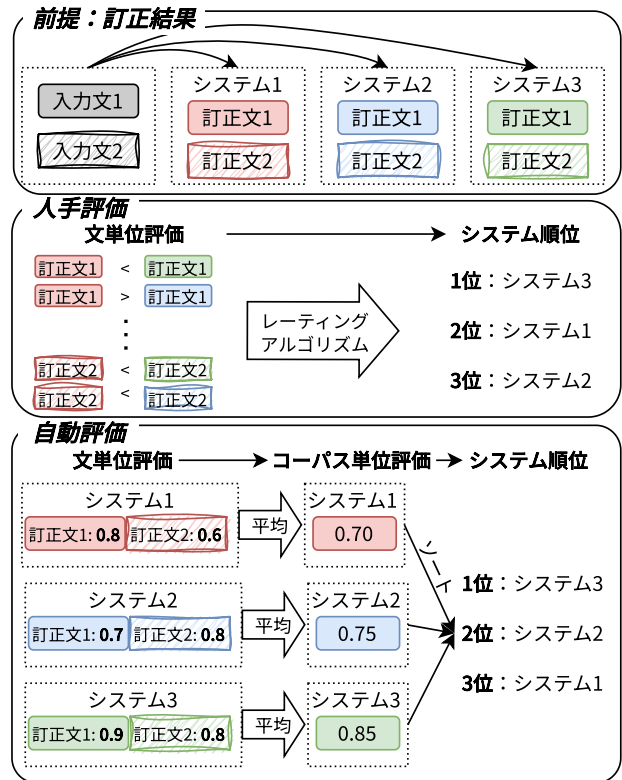 前提：訂正結果
入力文1
入力文2
システム1
訂正文1
訂正文2
システム2
訂正文1
訂正文2
システム3
訂正文1
訂正文2
人手評価
文単位評価
システム順位
訂正文1 < 訂正文1
訂正文1 > 訂正文1
⋮
訂正文2 < 訂正文2
訂正文2 < 訂正文2
レーティング
アルゴリズム
1位：システム3
2位：システム1
3位：システム2
自動評価
文単位評価
コーパス単位評価
システム順位
システム1
訂正文1: 0.8
訂正文2: 0.6
平均
システム1
0.70
システム2
訂正文1: 0.7
訂正文2: 0.8
平均
システム2
0.75
システム3
訂正文1: 0.9
訂正文2: 0.8
平均
システム3
0.85
ソート
1位：システム3
2位：システム2
3位：システム1